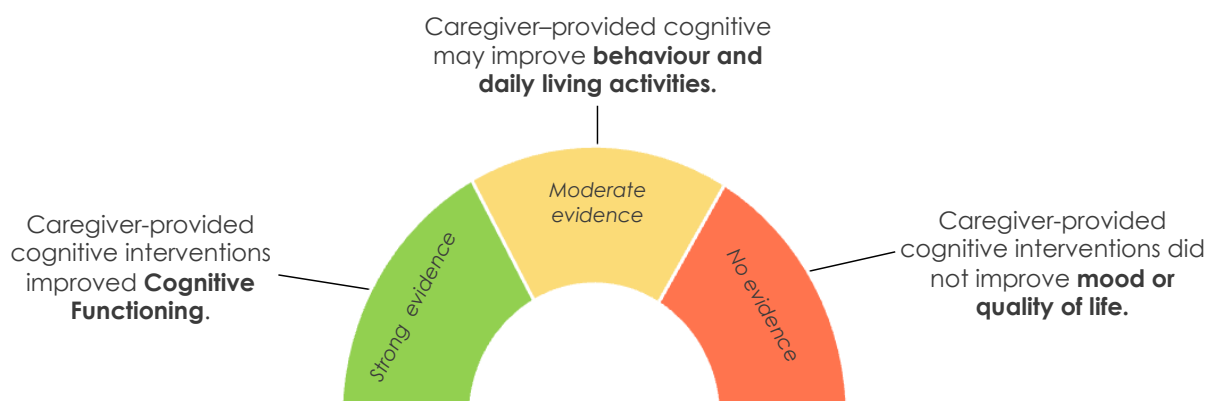 Caregiver–provided cognitive
may improve behaviour and
daily living activities.
Moderate
evidence
Caregiver-provided
cognitive interventions
improved Cognitive
Functioning.
Strong evidence
No evidence
Caregiver-provided
cognitive interventions did
not improve mood or
quality of life.